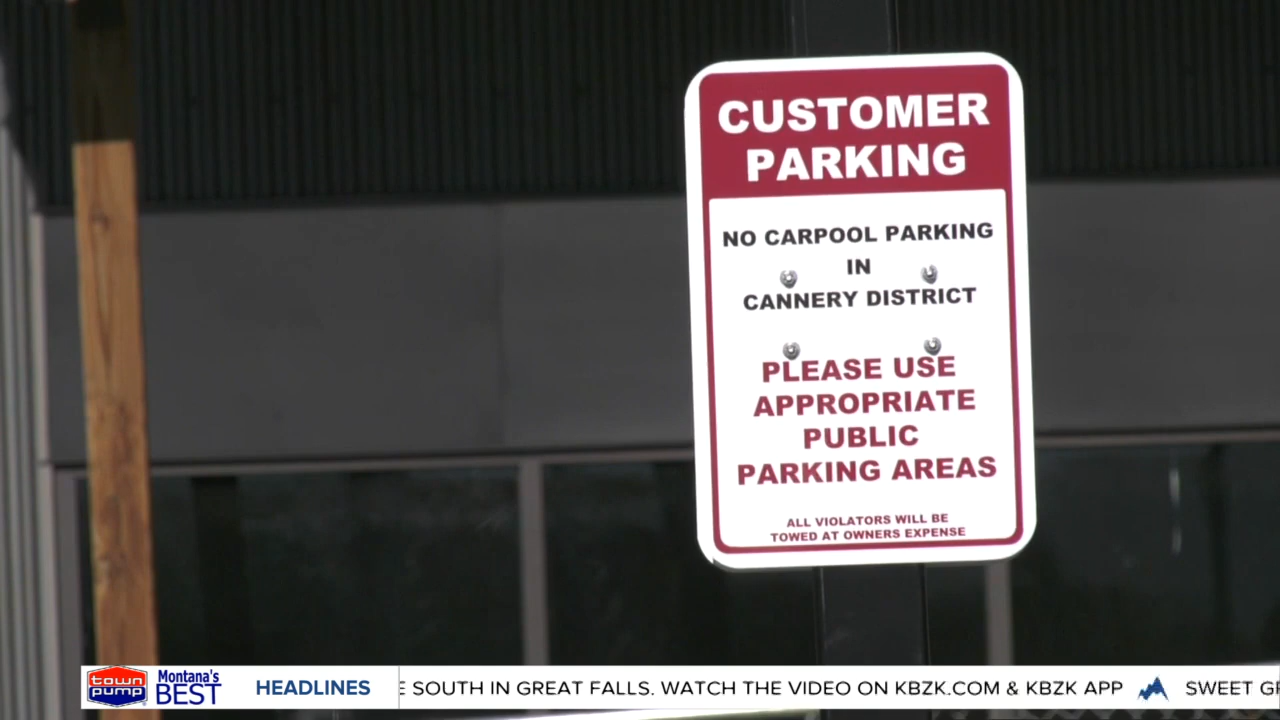 CUSTOMER
PARKING
NO CARPOOL PARKING
IN
CANNERY DISTRICT
PLEASE USE
APPROPRIATE
PUBLIC
PARKING AREAS
ALL VIOLATORS WILL BE
TOWED AT OWNERS EXPENSE
town
pump
Montana's
BEST
HEADLINES
SOUTH IN GREAT FALLS. WATCH THE VIDEO ON KBZK.COM & KBZK APP
SWEET